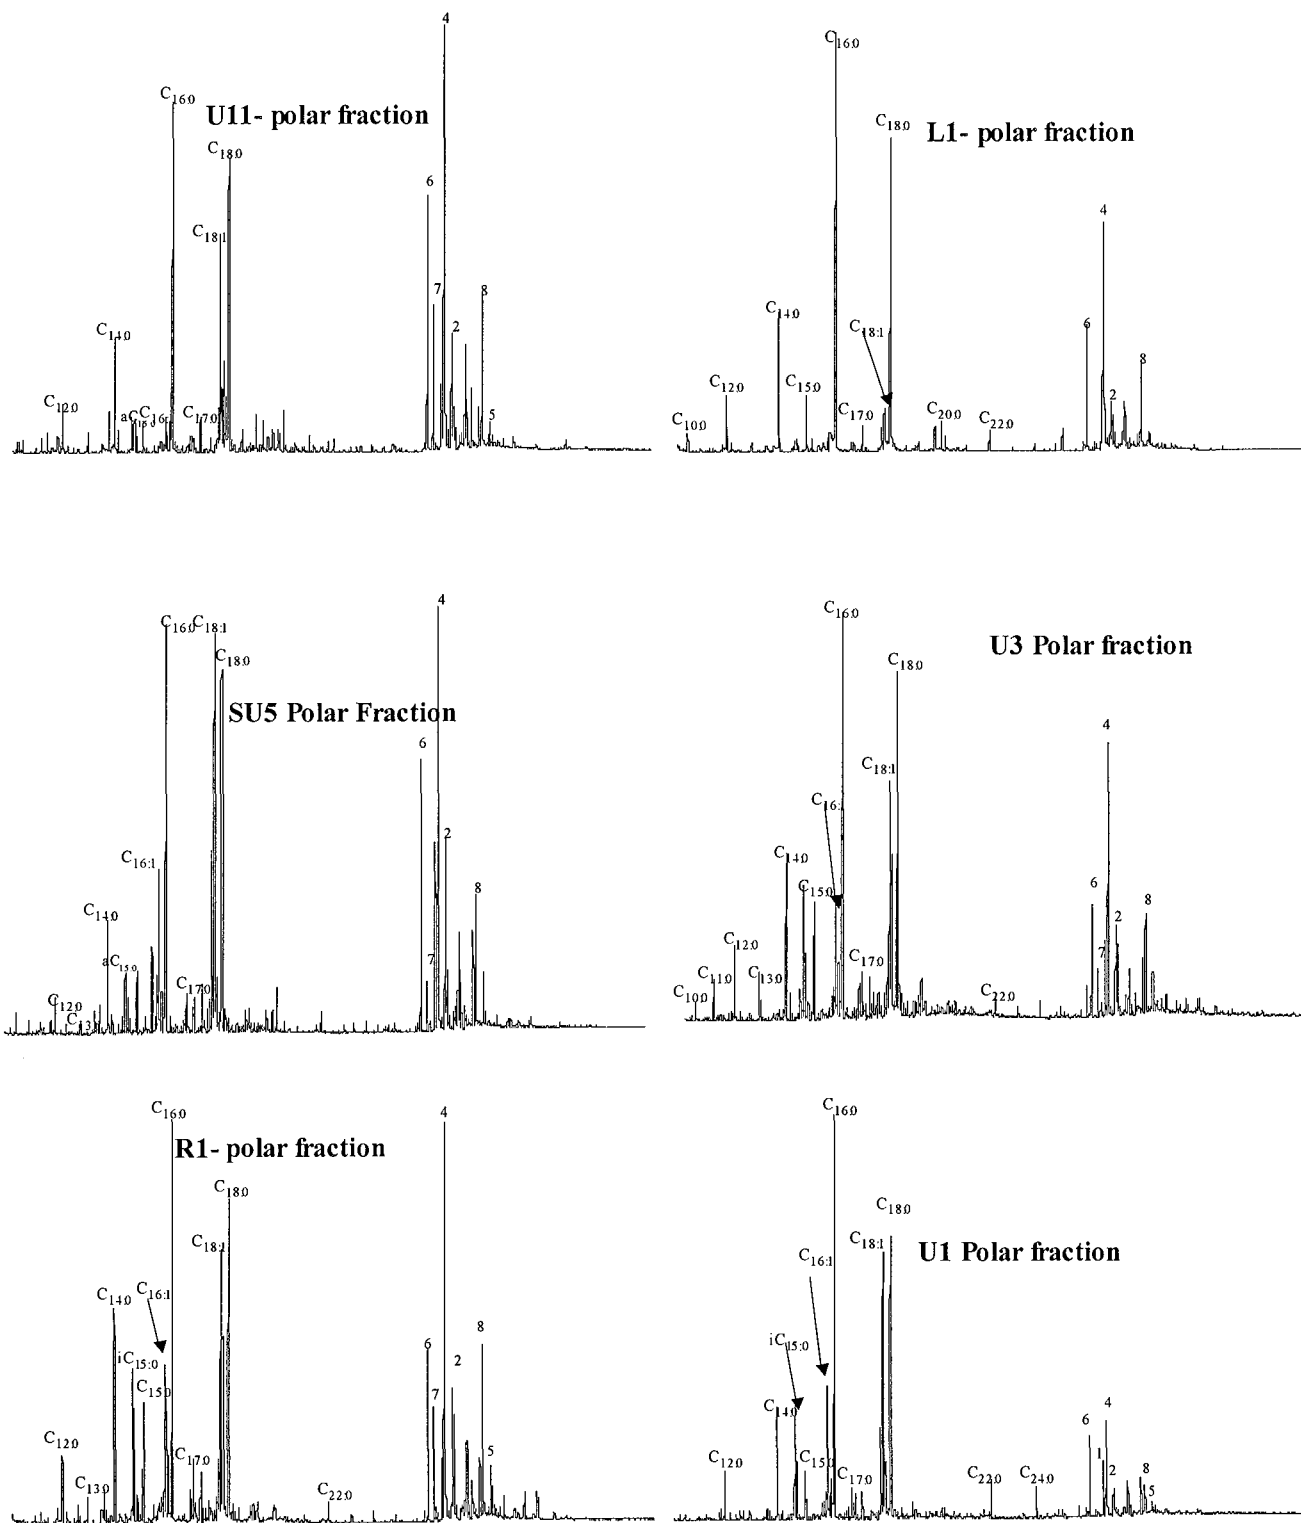 4
C16:0
U11- polar fraction
C18:0
6
C18:1
7
8
2
C14:0
C12:0
aC15:0
C16:
C17:0
5
C16:0
C18:0
L1- polar fraction
4
C14:0
C18:1
6
8
C12:0
C15:0
2
C10:0
C17:0
C20:0
C22:0
4
C16:0
C18:1
C18:0
SU5 Polar Fraction
6
2
C16:1
8
C14:0
aC15:0
7
C17:0
C12:0
C13:
C16:0
U3 Polar fraction
C18:0
4
C18:1
C16:
C14:0
C15:0
6
8
2
C12:0
7
C11:0
C13:0
C17:0
C10:0
C22:0
C16:0
4
R1- polar fraction
C18:0
C18:1
C16:1
C14:0
8
6
2
iC15:0
C15:0
7
C12:0
C17:0
5
C13:0
C22:0
C16:0
C18:0
C18:1
U1 Polar fraction
C16:1
iC15:0
C14:0
4
6
C12:0
C15:0
1
2
8
C17:0
C22:0
C24:0
5